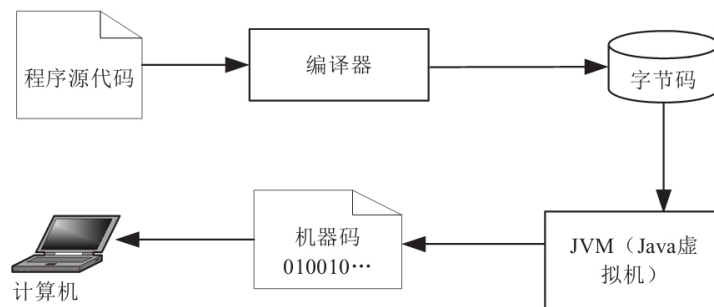 程序源代码
编译器
字节码
JVM（Java虚
拟机）
机器码
010010…
计算机